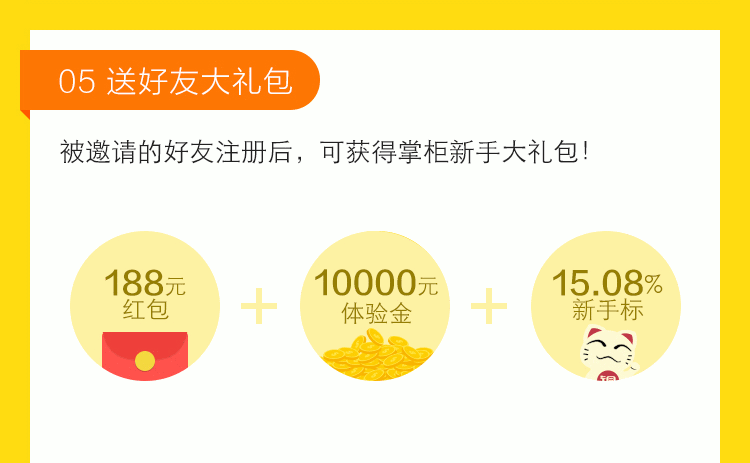 05 送好友大礼包
被邀请的好友注册后，可获得掌柜新手大礼包！
188元
红包
10000元
体验金
15.08%
新手标